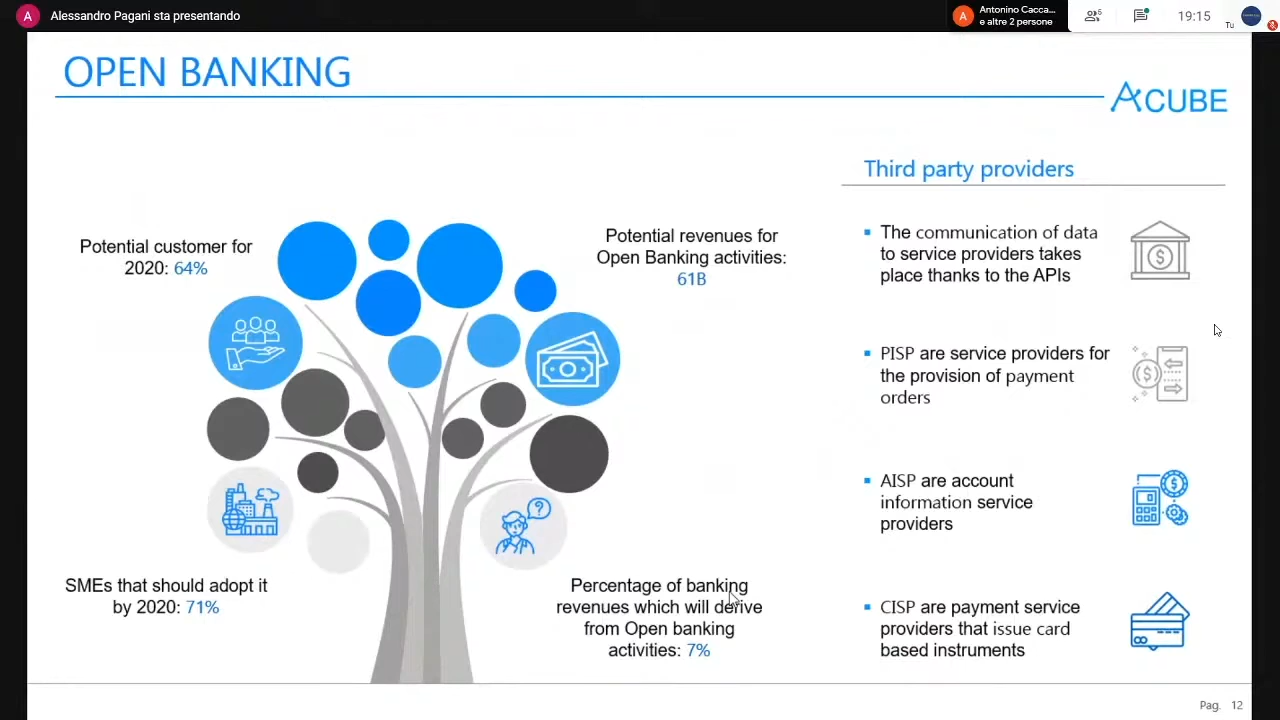 A
Alessandro Pagani sta presentando
A
Antonino Cacca...
e altre 2 persone
6
19:15
Tu
OPEN BANKING
ACUBE
Third party providers
Potential customer for
2020: 64%
Potential revenues for
Open Banking activities:
61B
SMEs that should adopt it
by 2020: 71%
Percentage of banking
revenues which will derive
from Open banking
activities: 7%
The communication of data
to service providers takes
place thanks to the APIs
PISP are service providers for
the provision of payment
orders
AISP are account
information service
providers
CISP are payment service
providers that issue card
based instruments
Pag. 12